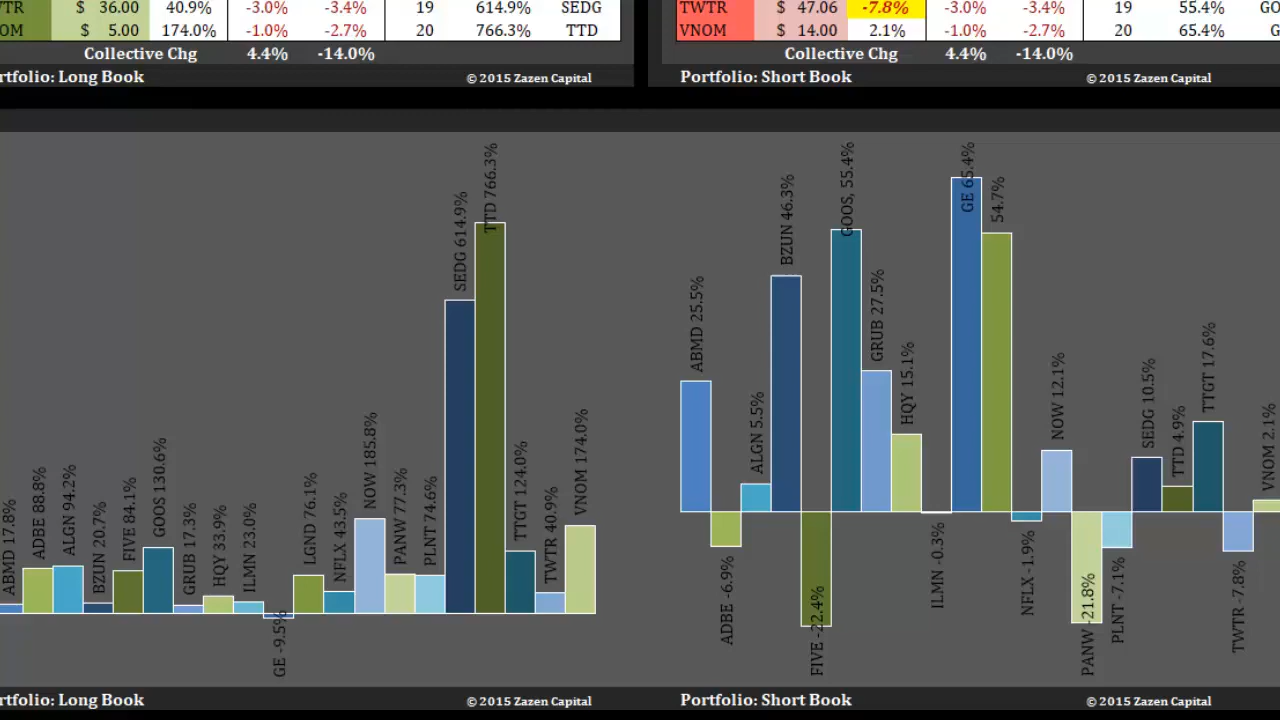 WTR $ 36.00 40.9% -3.0% -3.4% 19 614.9% SEDG
NOM $ 5.00 174.0% -1.0% -2.7% 20 766.3% TTD
Collective Chg 4.4% -14.0%
rtfolio: Long Book © 2015 Zazen Capital
TWTR $ 47.06 -7.8% -3.0% -3.4% 19 55.4% GO
VNOM $ 14.00 2.1% -1.0% -2.7% 20 65.4% G
Collective Chg 4.4% -14.0%
Portfolio: Short Book © 2015 Zazen Capital
ABMD 17.8%
ADBE 88.8%
ALGN 94.2%
BZUN 20.7%
FIVE 84.1%
GOOS 130.6%
GRUB 17.3%
HQY 33.9%
ILMN 23.0%
GE -9.5%
LGND 76.1%
NFLX 43.5%
NOW 185.8%
PANW 77.3%
PLNT 74.6%
SEDG 614.9%
TTD 766.3%
TTGT 124.0%
TWTR 40.9%
VNOM 174.0%
rtfolio: Long Book © 2015 Zazen Capital
ABMD 25.5%
ADBE -6.9%
ALGN 5.5%
BZUN 46.3%
FIVE -22.4%
GOOS, 55.4%
GRUB 27.5%
HQY 15.1%
ILMN -0.3%
GE 65.4%
54.7%
NFLX -1.9%
NOW 12.1%
PANW -21.8%
PLNT -7.1%
SEDG 10.5%
TTD 4.9%
TTGT 17.6%
TWTR -7.8%
VNOM 2.1%
Portfolio: Short Book © 2015 Zazen Capital